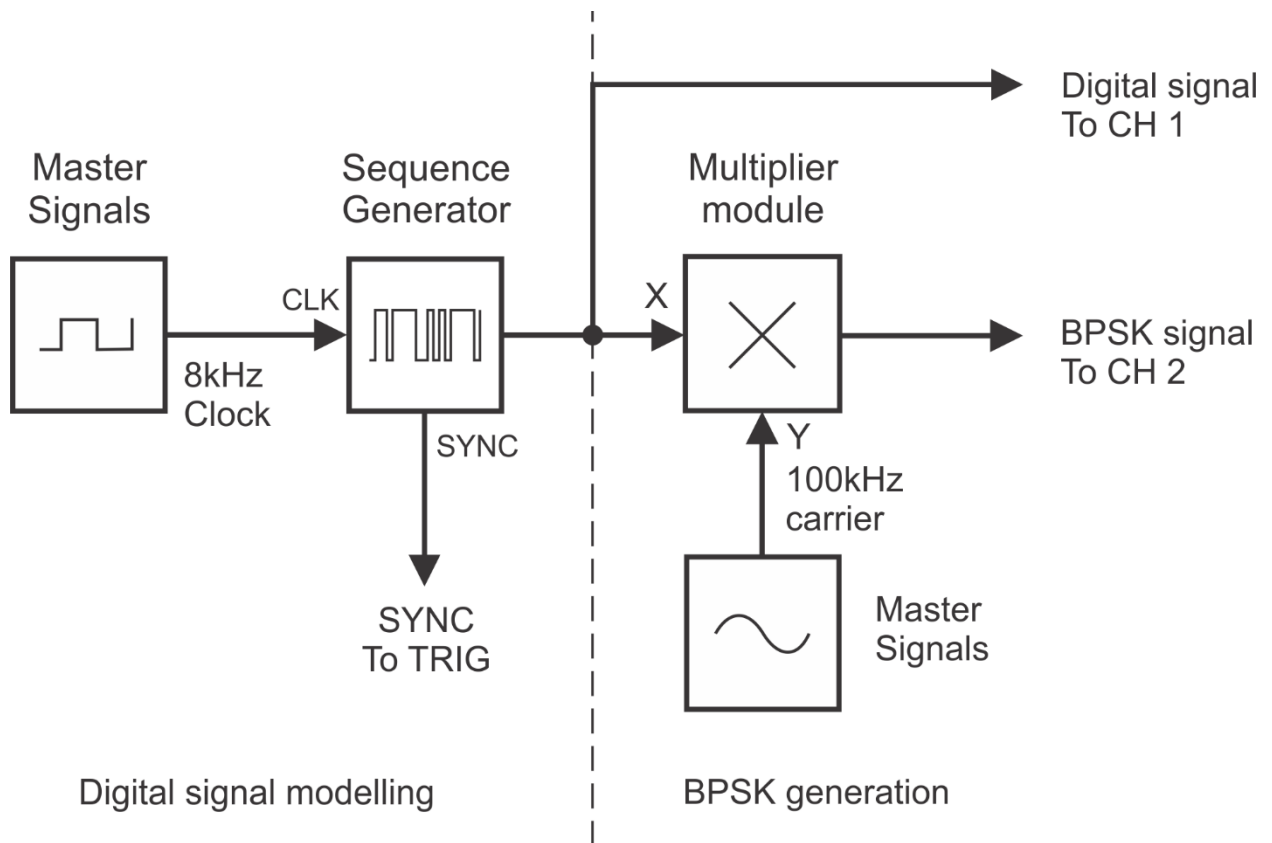 Digital signal
To CH 1
Master
Signals
Sequence
Generator
Multiplier
module
CLK
X
8kHz
Clock
BPSK signal
To CH 2
SYNC
Y
100kHz
carrier
SYNC
To TRIG
Master
Signals
Digital signal modelling
BPSK generation